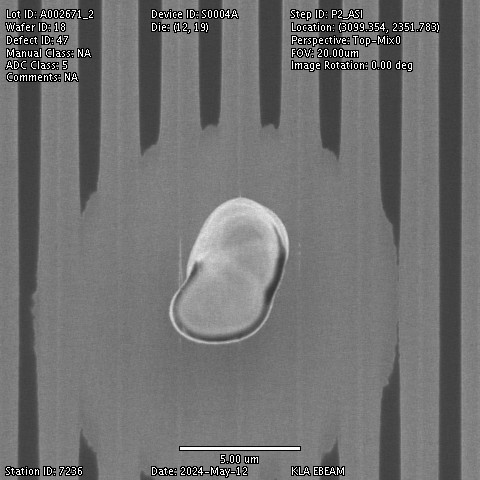 Lot ID: A002671_2
Wafer ID: 18
Defect ID: 47
Manual Class: NA
ADC Class: 5
Comments: NA
Device ID: S0004A
Die: (12, 19)
Step ID: P2_ASI
Location: (3099.354, 2351.783)
Perspective: Top-Mix0
FOV: 20.00um
Image Rotation: 0.00 deg
5.00 um
Station ID: 7236
Date: 2024-May-12
KLA EBEAM